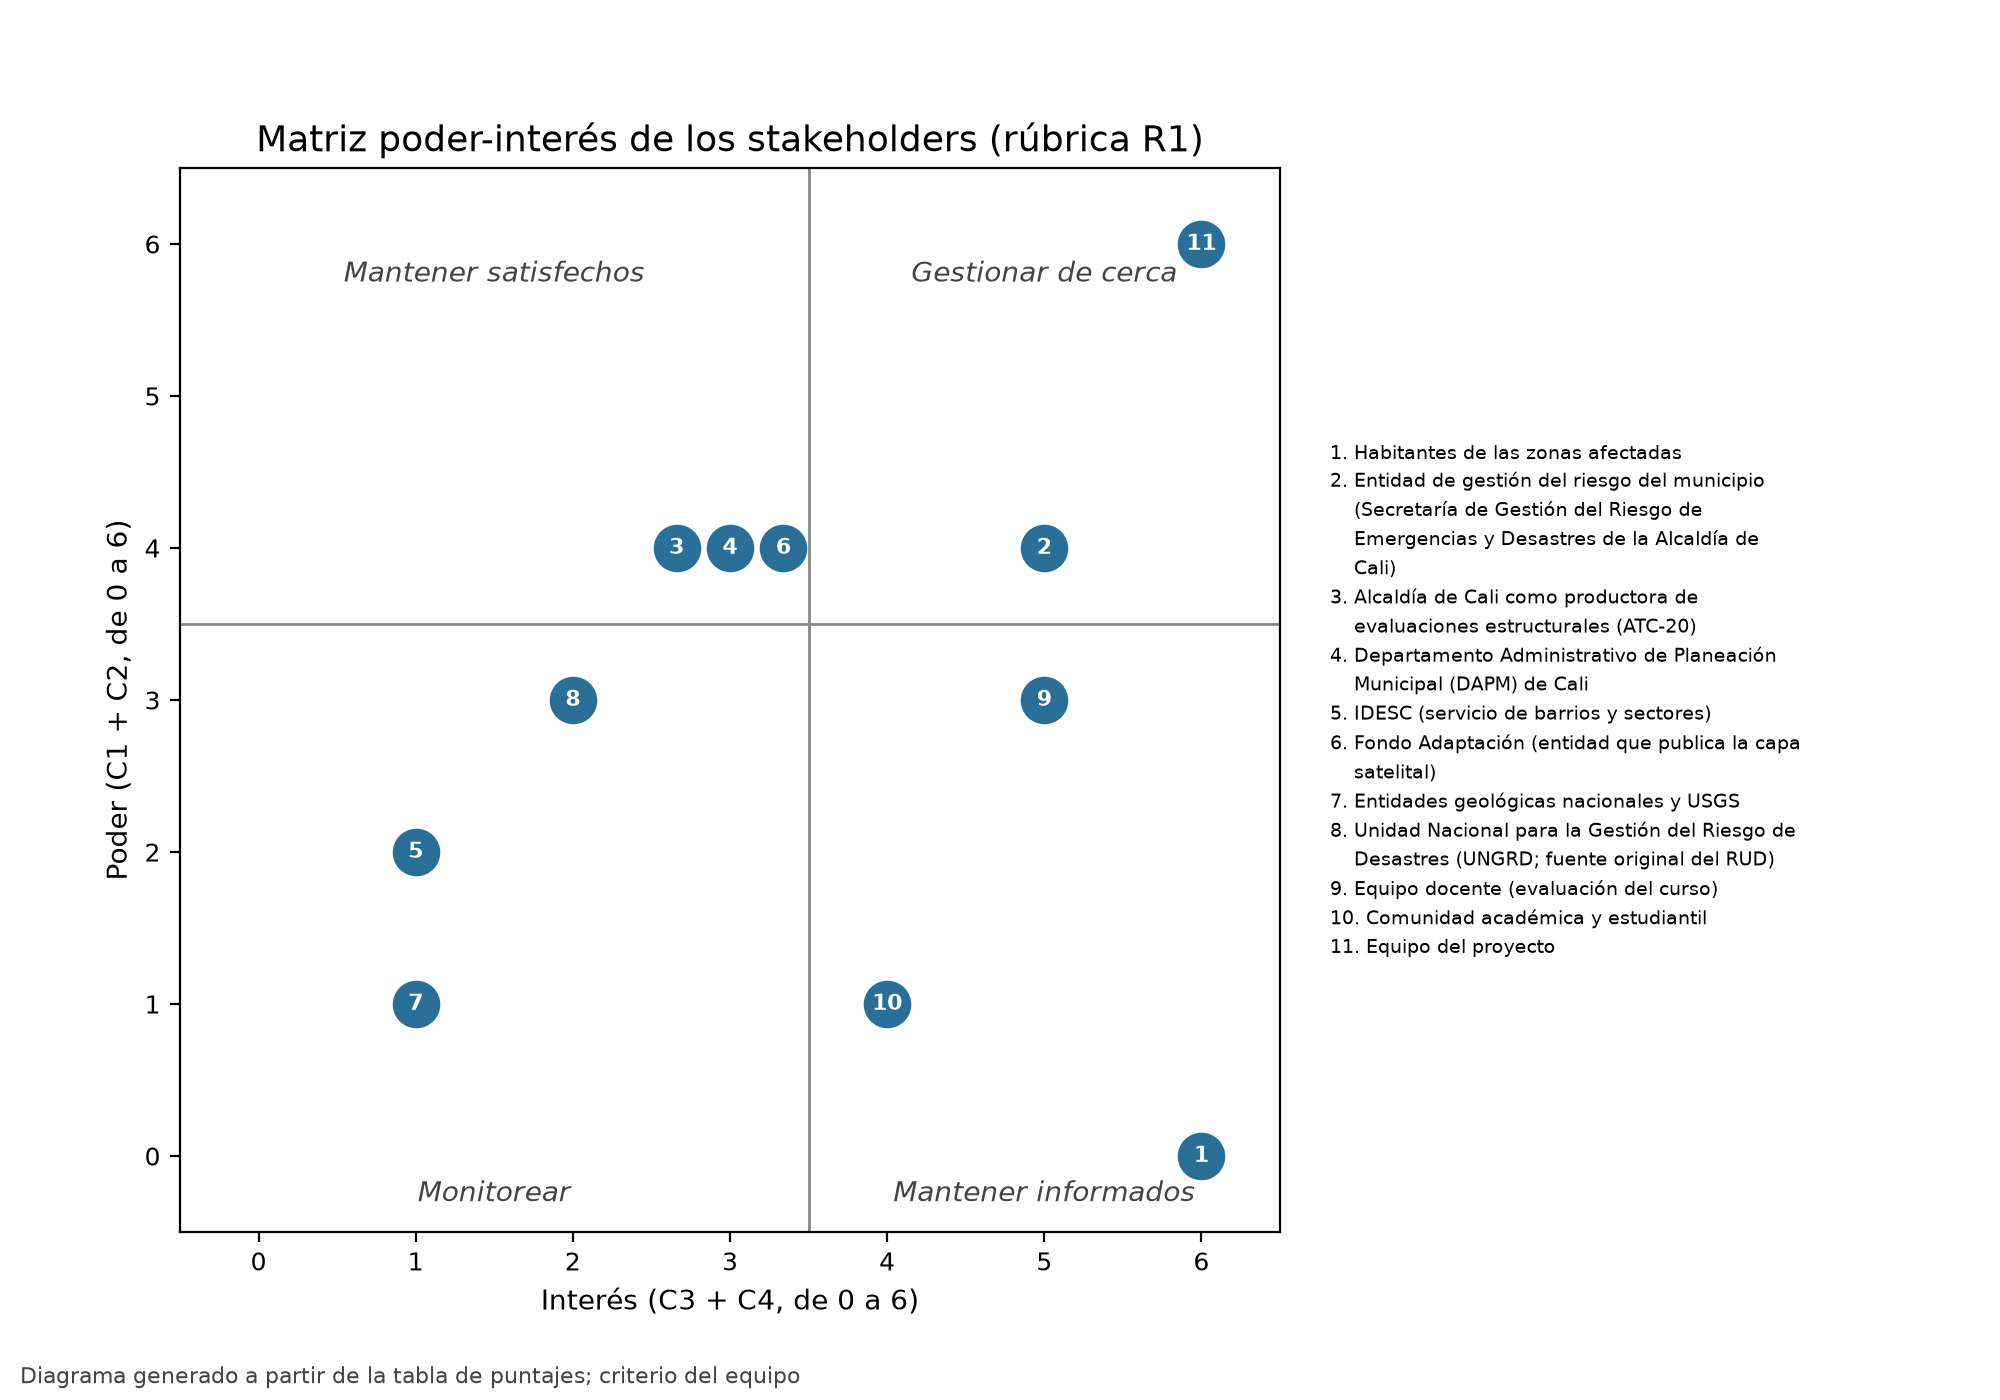 Matriz poder-interés de los stakeholders (rúbrica R1)
6
5
4
3
2
1
0
Poder (C1 + C2, de 0 a 6)
Mantener satisfechos
Gestionar de cerca
11
3
4
6
2
8
9
5
7
10
1
Monitorear
Mantener informados
0
1
2
3
4
5
6
Interés (C3 + C4, de 0 a 6)
1. Habitantes de las zonas afectadas
2. Entidad de gestión del riesgo del municipio
(Secretaría de Gestión del Riesgo de
Emergencias y Desastres de la Alcaldía de
Cali)
3. Alcaldía de Cali como productora de
evaluaciones estructurales (ATC-20)
4. Departamento Administrativo de Planeación
Municipal (DAPM) de Cali
5. IDESC (servicio de barrios y sectores)
6. Fondo Adaptación (entidad que publica la capa
satelital)
7. Entidades geológicas nacionales y USGS
8. Unidad Nacional para la Gestión del Riesgo de
Desastres (UNGRD; fuente original del RUD)
9. Equipo docente (evaluación del curso)
10. Comunidad académica y estudiantil
11. Equipo del proyecto
Diagrama generado a partir de la tabla de puntajes; criterio del equipo